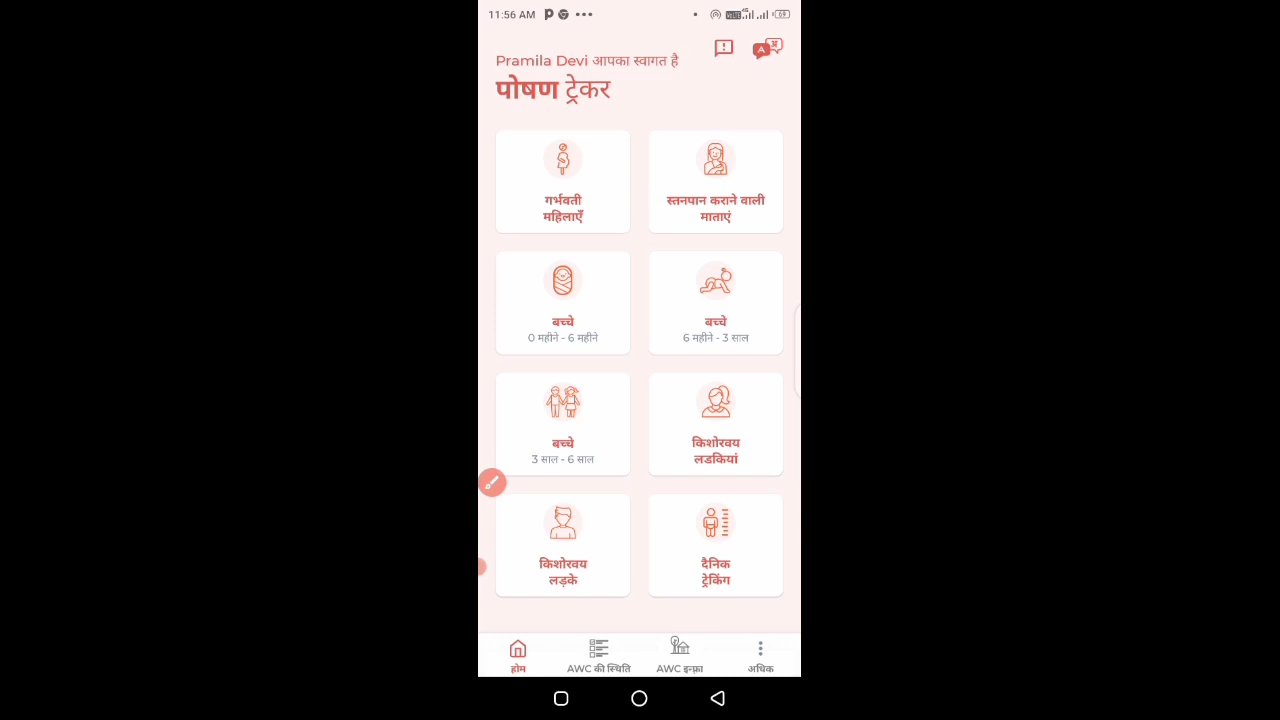 11:56 AM
69
Pramila Devi आपका स्वागत है
पोषण ट्रेकर
गर्भवती
महिलाएँ
स्तनपान कराने वाली
माताएं
बच्चे
0 महीने - 6 महीने
बच्चे
6 महीने - 3 साल
बच्चे
3 साल - 6 साल
किशोरवय
लडकियां
किशोरवय
लड़के
दैनिक
ट्रेकिंग
होम
AWC की स्थिति
AWC इन्फ्रा
अधिक